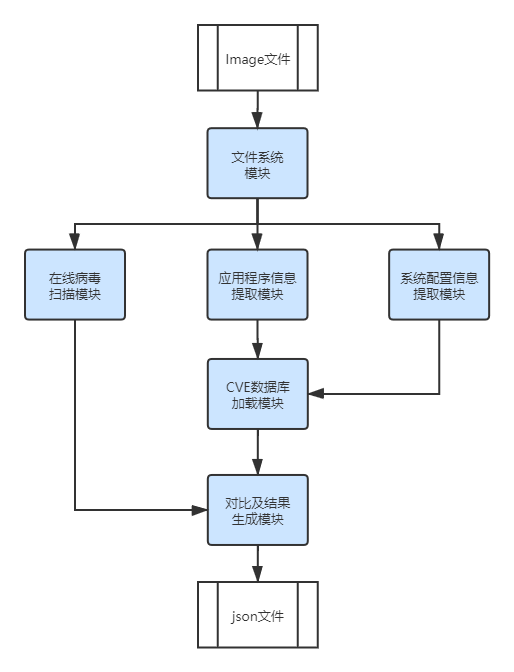 Image文件
文件系统
模块
在线病毒
扫描模块
应用程序信息
提取模块
系统配置信息
提取模块
CVE数据库
加载模块
对比及结果
生成模块
json文件